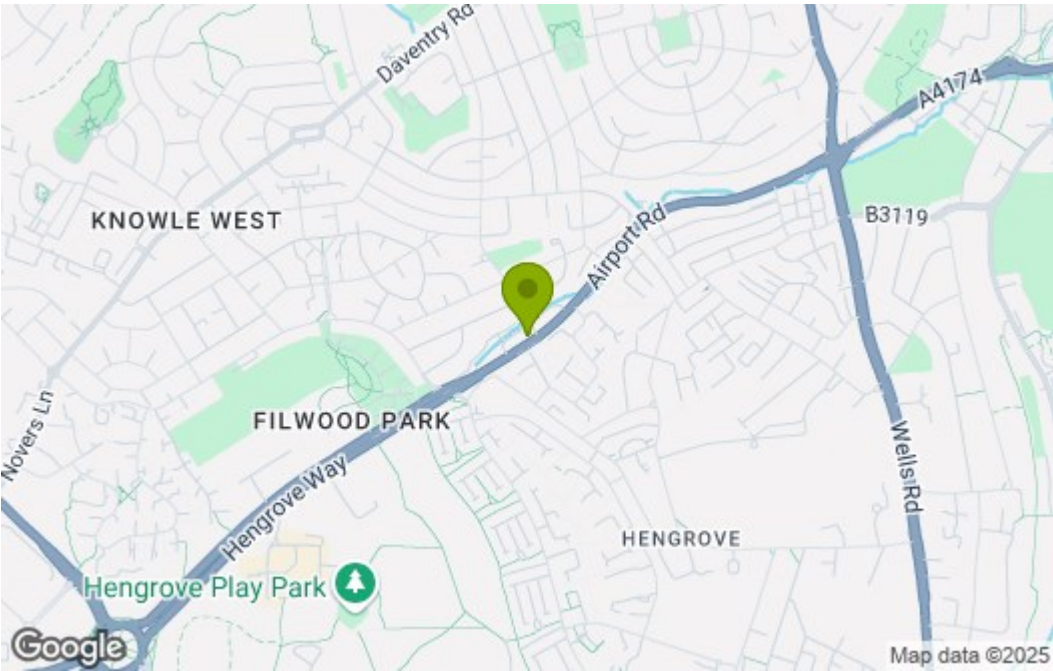 Daventry Rd
A4174
KNOWLE WEST
B3119
Airport Rd
Novers Ln
FILWOOD PARK
Wells Rd
Hengrove Way
HENGROVE
Hengrove Play Park
Google
Map data ©2025